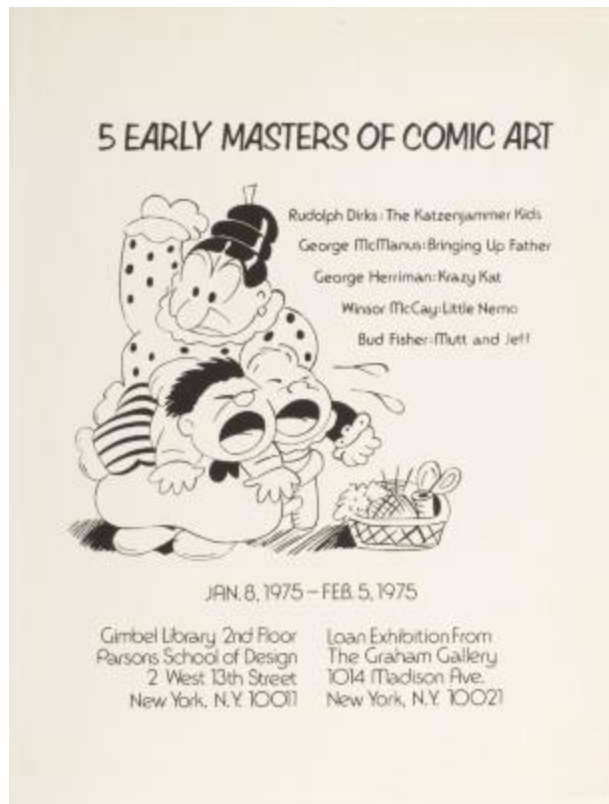 5 EARLY MASTERS OF COMIC ART
Rudolph Dirks: The Katzenjammer Kids
George McManus: Bringing Up Father
George Herriman: Krazy Kat
Winsor McCay: Little Nemo
Bud Fisher: Mutt and Jeff
JAN. 8, 1975 – FEB. 5, 1975
Gimbel Library 2nd Floor
Parsons School of Design
2 West 13th Street
New York, N.Y. 10011
Loan Exhibition From
The Graham Gallery
1014 Madison Ave.
New York, N.Y. 10021